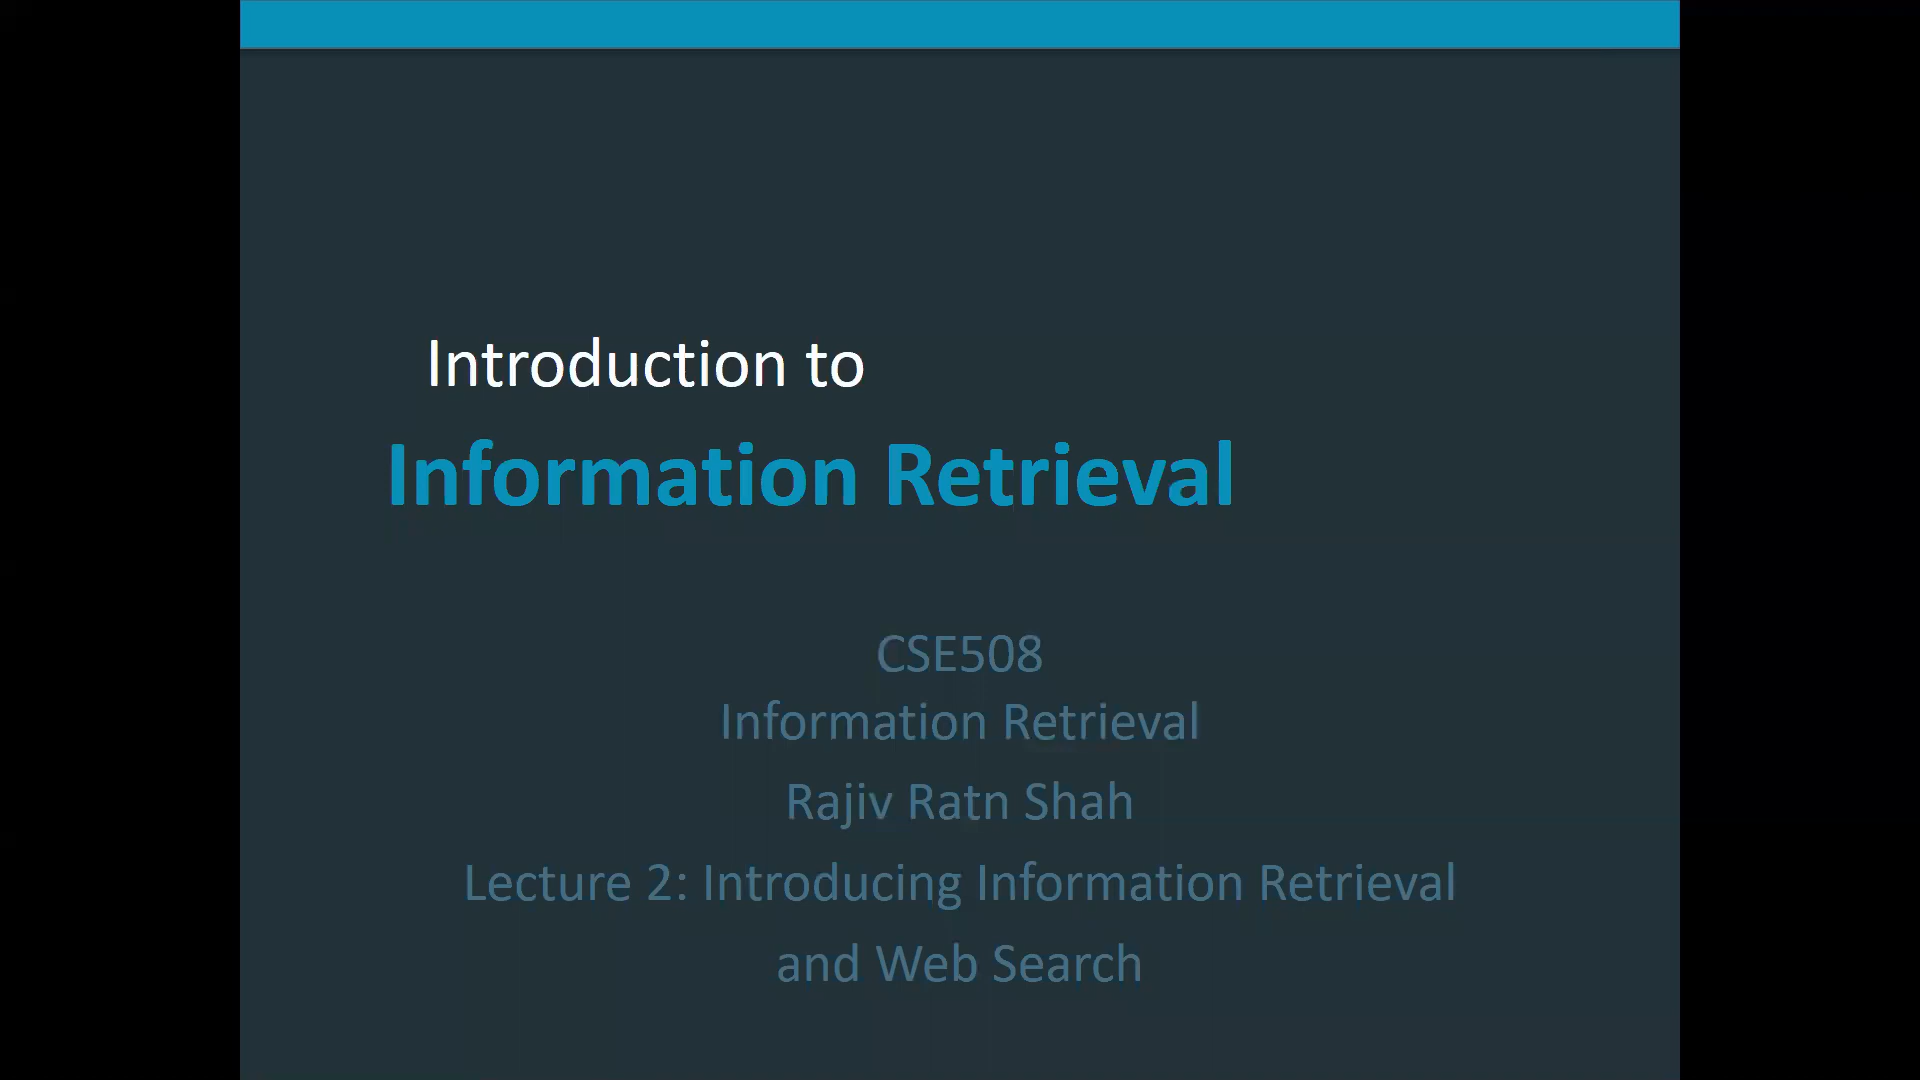 Introduction to
Information Retrieval
CSE508
Information Retrieval
Rajiv Ratn Shah
Lecture 2: Introducing Information Retrieval
and Web Search